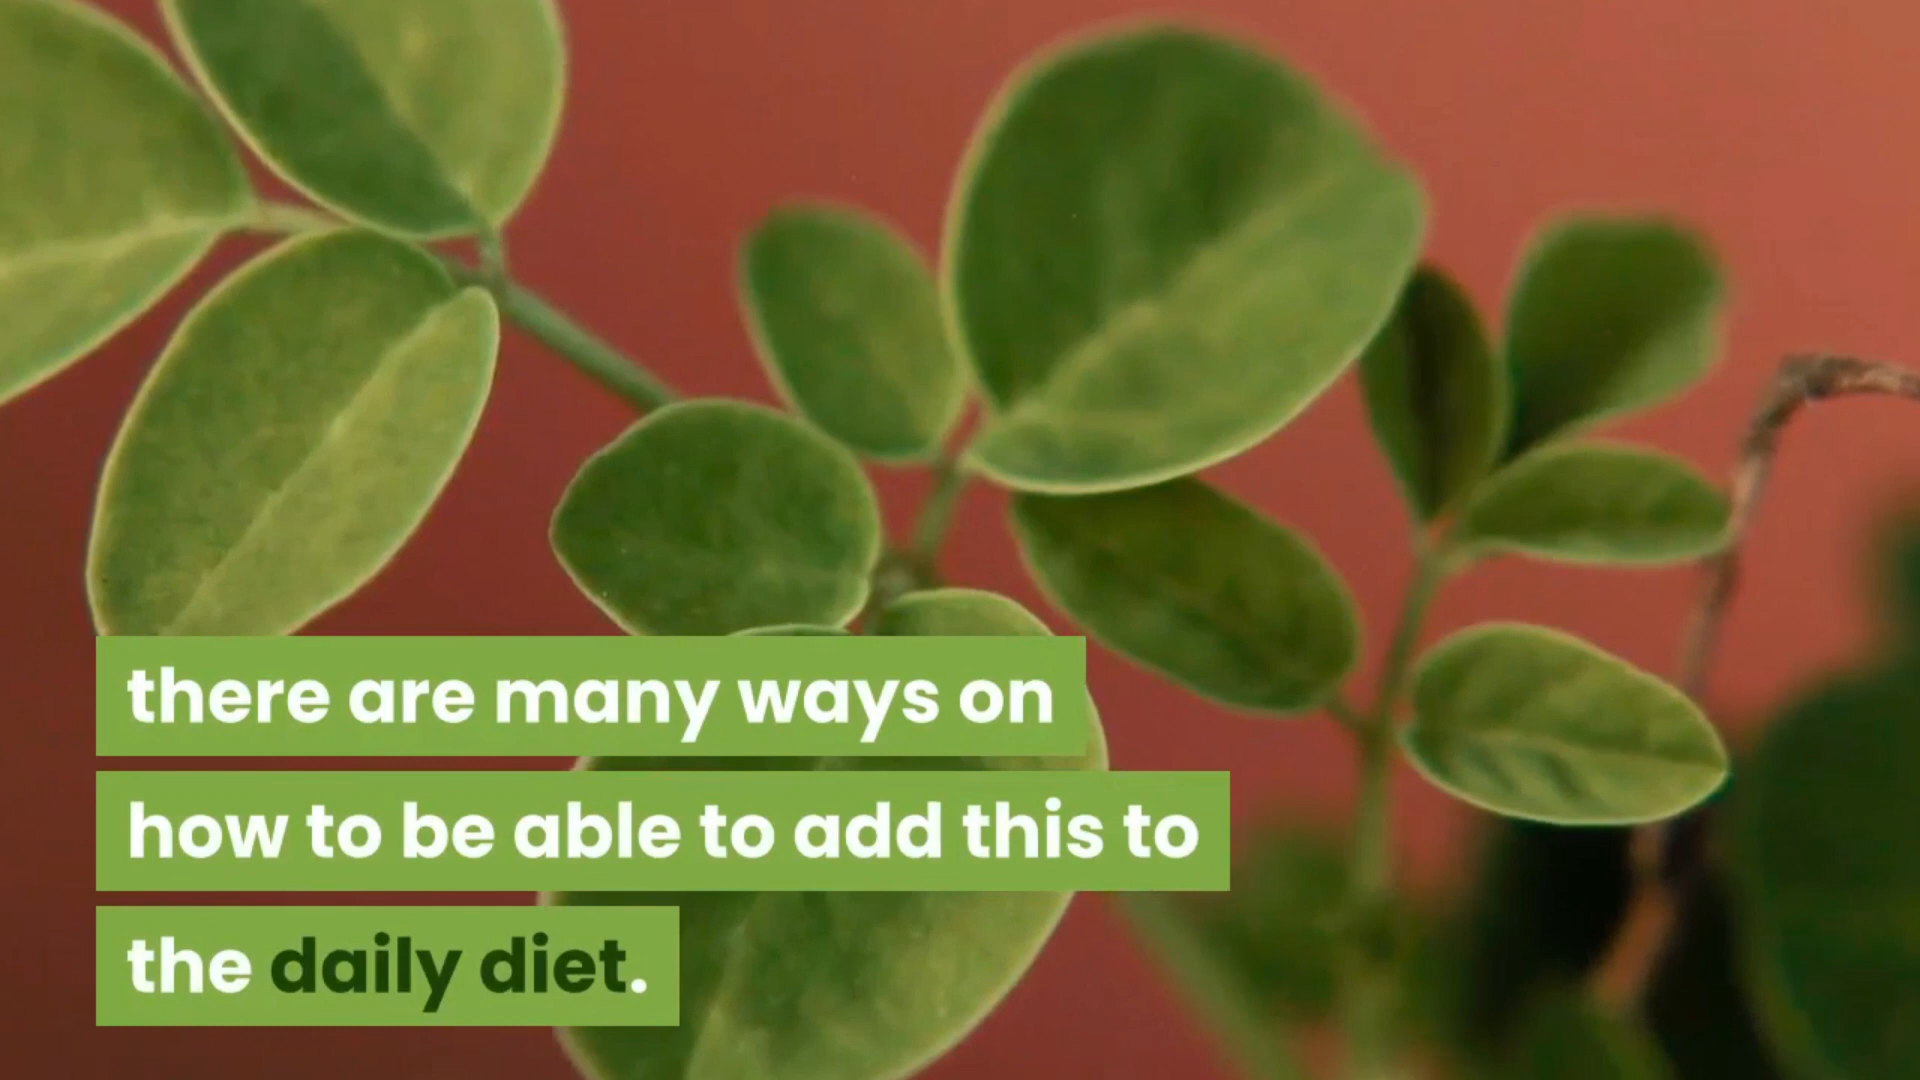 there are many ways on
how to be able to add this to
the daily diet.